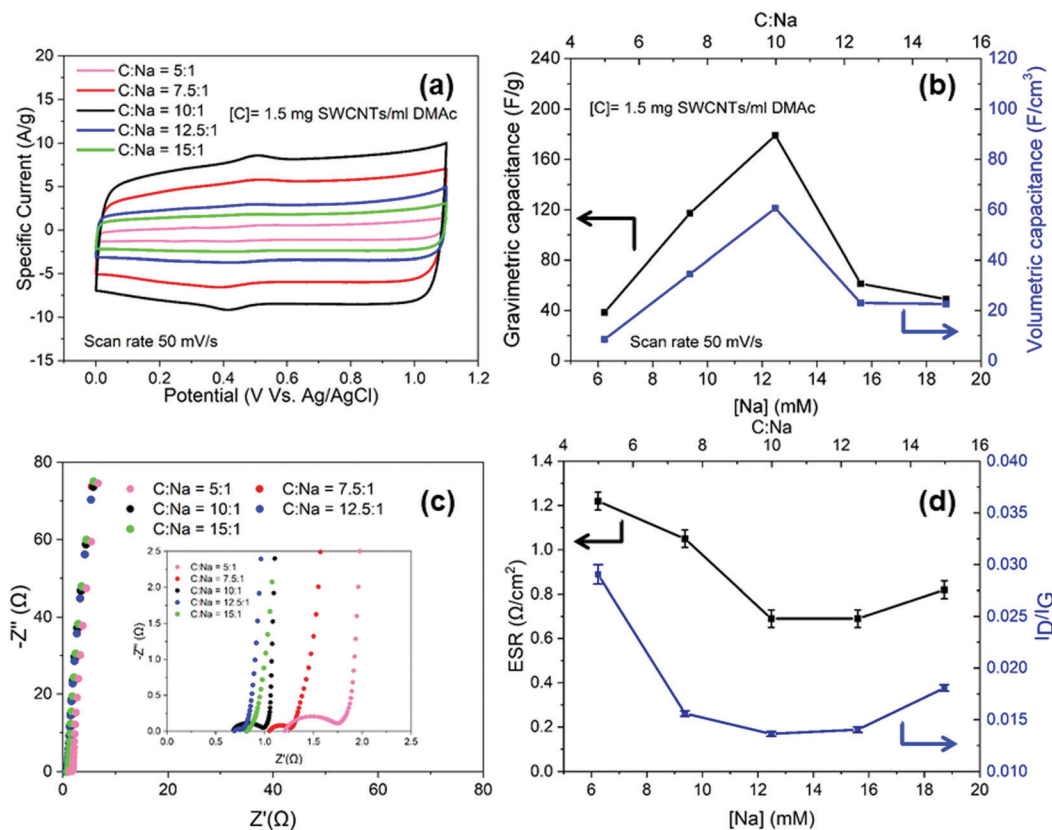 C:Na
4 6 8 10 12 14 16
20
15
10
5
0
-5
-10
-15
Specific Current (A/g)
C:Na = 5:1
C:Na = 7.5:1
C:Na = 10:1
C:Na = 12.5:1
C:Na = 15:1
(a)
[C]= 1.5 mg SWCNTs/ml DMAc
Scan rate 50 mV/s
0.0 0.2 0.4 0.6 0.8 1.0 1.2
Potential (V Vs. Ag/AgCl)
240
200
160
120
80
40
0
Gravimetric capacitance (F/g)
(b)
[C]= 1.5 mg SWCNTs/ml DMAc
Scan rate 50 mV/s
120
100
80
60
40
20
0
Volumetric capacitance (F/cm³)
6 8 10 12 14 16 18 20
[Na] (mM)
80
60
40
20
0
-Z'' (Ω)
C:Na = 5:1 C:Na = 7.5:1
C:Na = 10:1 C:Na = 12.5:1
C:Na = 15:1
(c)
2.5
2.0
1.5
1.0
0.5
0.0
-Z'' (Ω)
C:Na = 5:1
C:Na = 7.5:1
C:Na = 10:1
C:Na = 12.5:1
C:Na = 15:1
0.0 0.5 1.0 1.5 2.0 2.5
Z'(Ω)
0 20 40 60 80
Z'(Ω)
C:Na
4 6 8 10 12 14 16
1.4
1.2
1.0
0.8
0.6
0.4
0.2
0.0
ESR (Ω/cm²)
(d)
0.040
0.035
0.030
0.025
0.020
0.015
0.010
I_D/I_G
6 8 10 12 14 16 18 20
[Na] (mM)